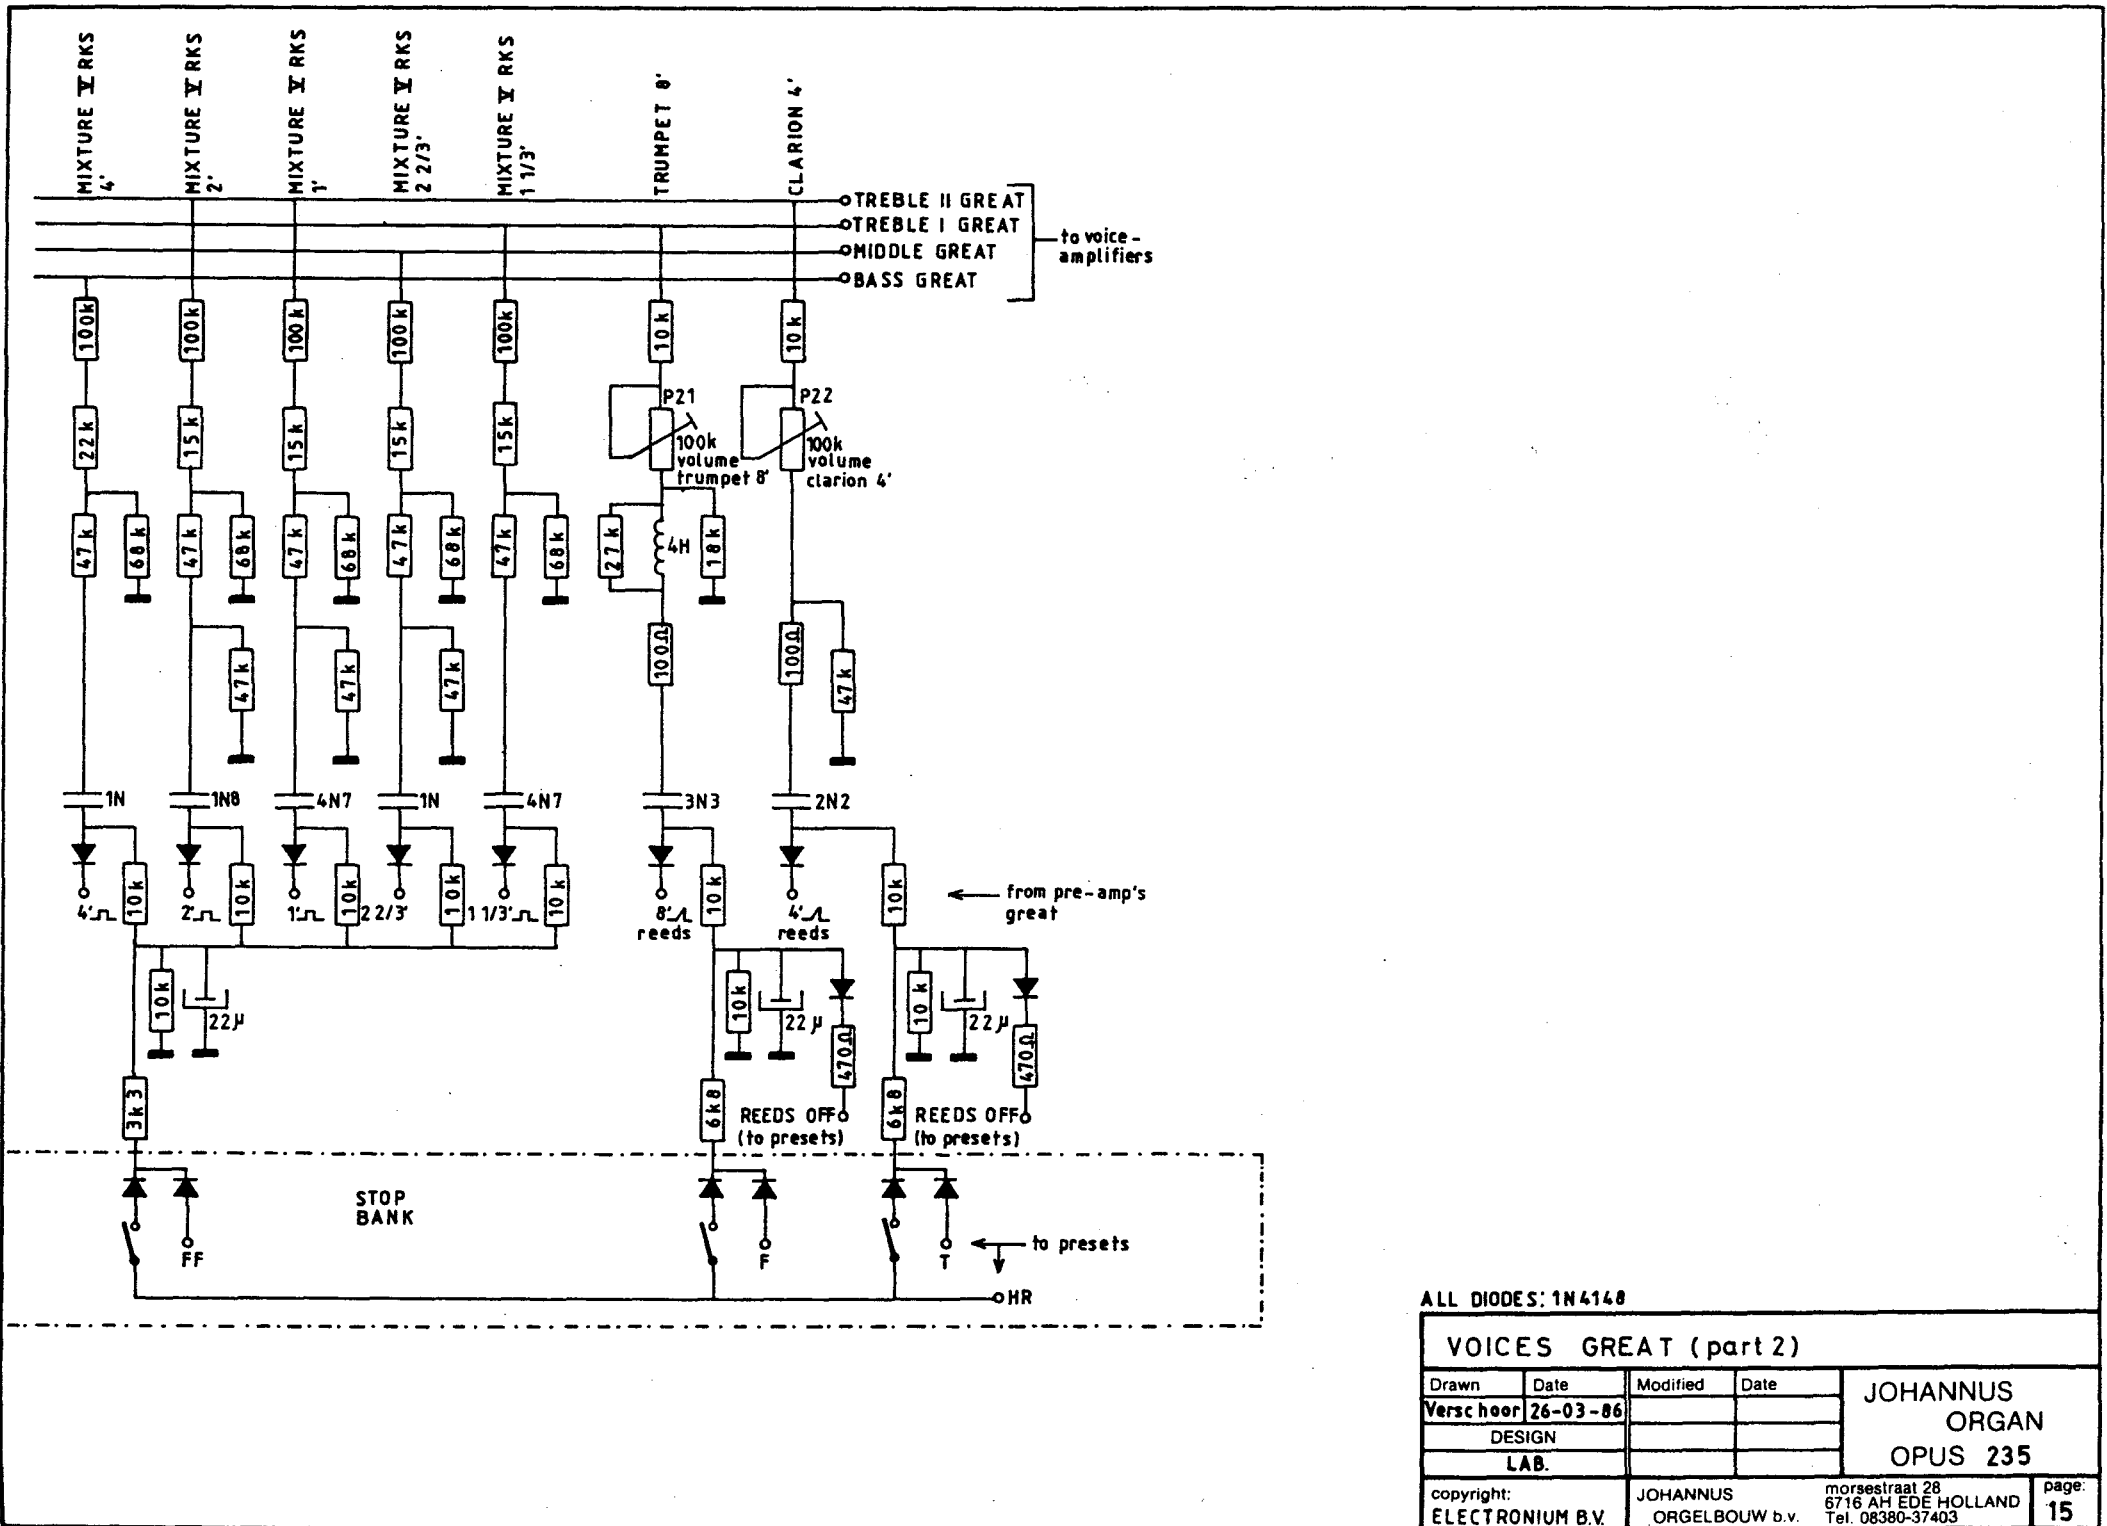 MIXTURE V RKS
4'
MIXTURE V RKS
2'
MIXTURE V RKS
1'
MIXTURE V RKS
2 2/3'
MIXTURE V RKS
1 1/3'
TRUMPET 8'
CLARION 4'
TREBLE II GREAT
TREBLE I GREAT
MIDDLE GREAT
BASS GREAT
to voice-
amplifiers
100k
100k
100k
100k
100k
10k
10k
P21
100k
volume
trumpet 8'
P22
100k
volume
clarion 4'
22k
15k
15k
15k
15k
47k
68k
47k
68k
47k
68k
47k
68k
47k
68k
27k
4H
18k
47k
47k
47k
100Ω
100Ω
47k
1N
1N8
4N7
1N
4N7
3N3
2N2
10k
10k
10k
10k
10k
10k
10k
4'
2'
1'
2 2/3'
1 1/3'
8'
reeds
4'
reeds
from pre-amp's
great
10k
22µ
10k
22µ
470Ω
10k
22µ
470Ω
3k3
6k8
REEDS OFF
(to presets)
6k8
REEDS OFF
(to presets)
STOP
BANK
FF
F
T
to presets
HR
ALL DIODES: 1N4148
VOICES GREAT (part 2)
Drawn Date Modified Date
Verschoor 26-03-86
DESIGN
LAB.
JOHANNUS
ORGAN
OPUS 235
copyright:
ELECTRONIUM B.V.
JOHANNUS
ORGELBOUW b.v.
morsestraat 28
6716 AH EDE HOLLAND
Tel. 08380-37403
page:
15